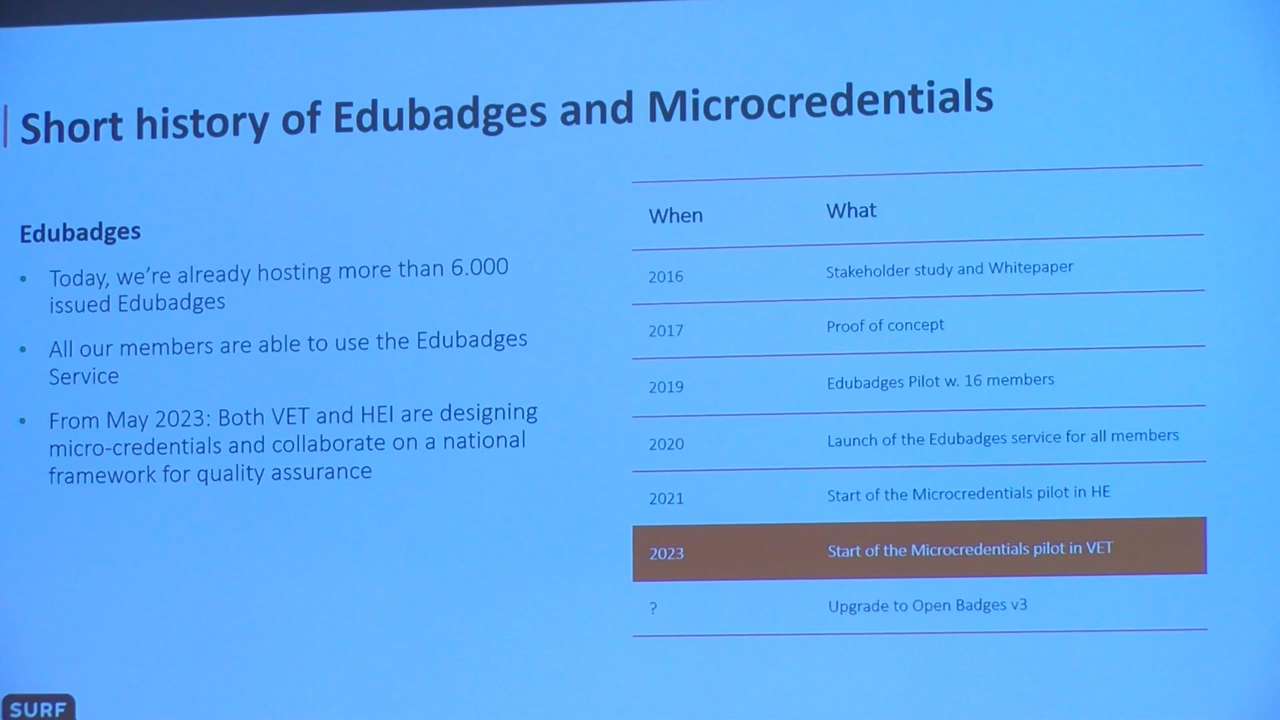 Short history of Edubadges and Microcredentials
Edubadges
• Today, we're already hosting more than 6.000
issued Edubadges
• All our members are able to use the Edubadges
Service
• From May 2023: Both VET and HEI are designing
micro-credentials and collaborate on a national
framework for quality assurance
When What
2016 Stakeholder study and Whitepaper
2017 Proof of concept
2019 Edubadges Pilot w. 16 members
2020 Launch of the Edubadges service for all members
2021 Start of the Microcredentials pilot in HE
2023 Start of the Microcredentials pilot in VET
? Upgrade to Open Badges v3
SURF